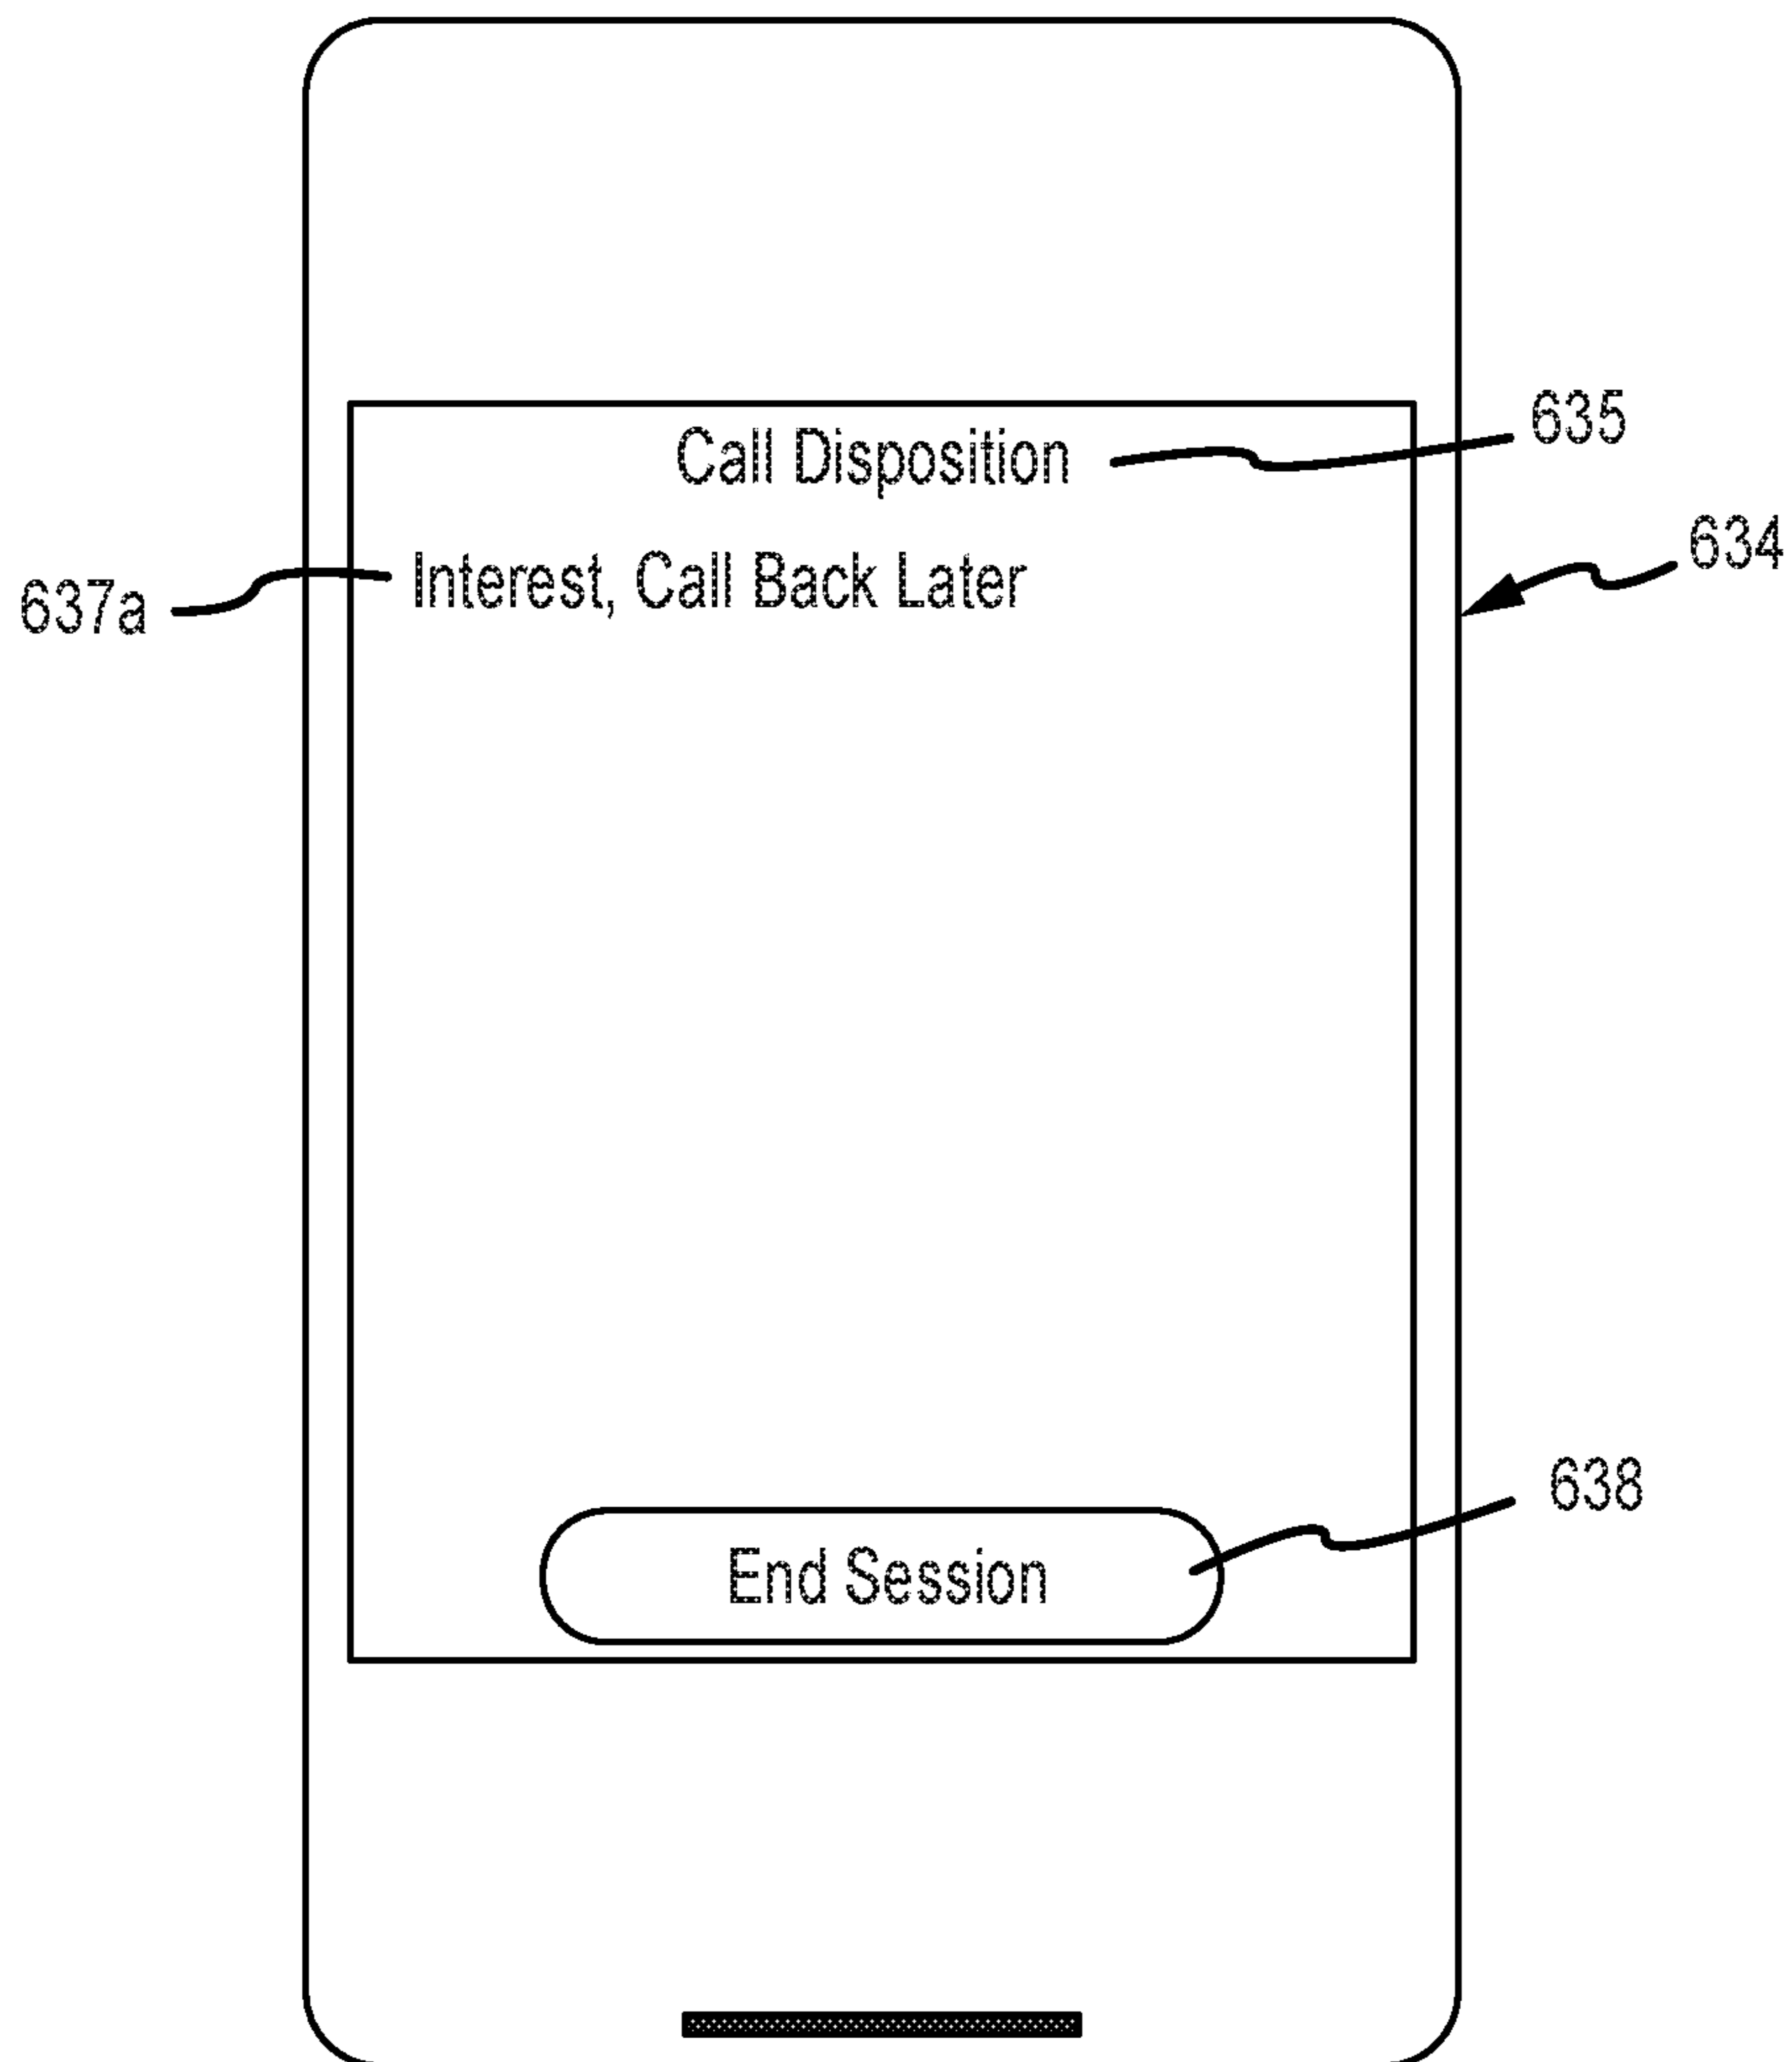 Call Disposition
635
634
Interest, Call Back Later
637a
638
End Session